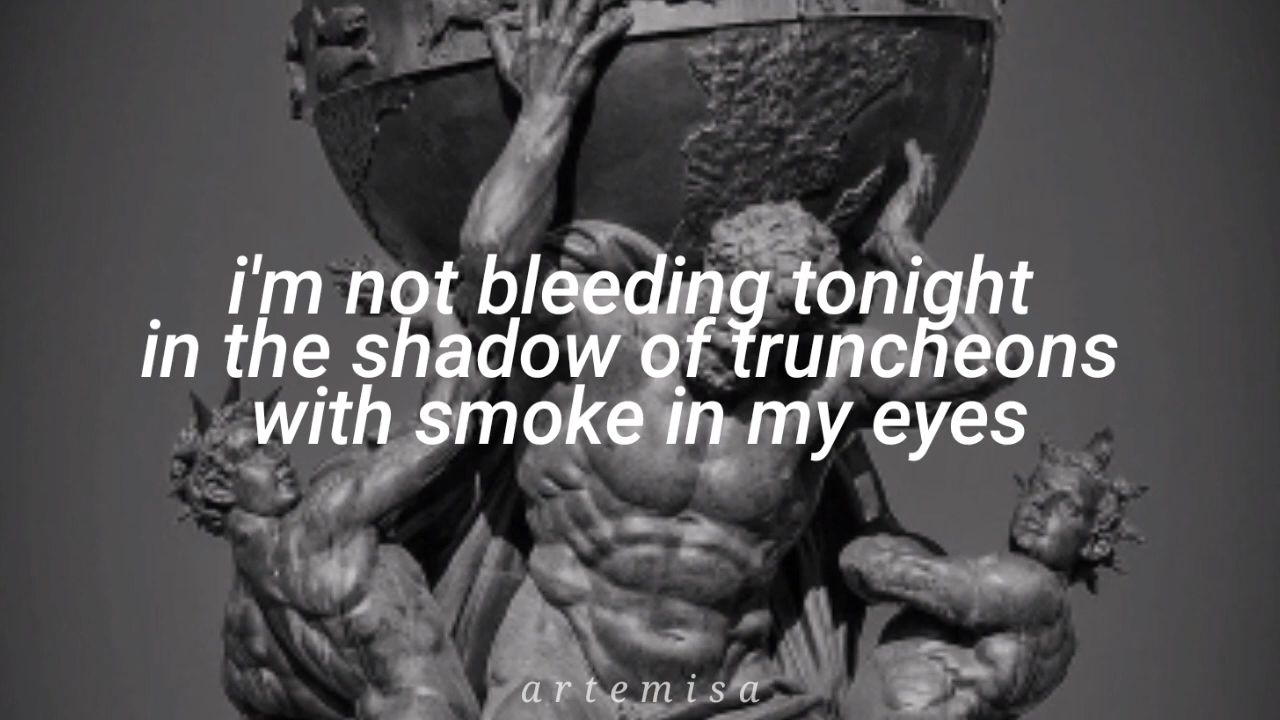 i'm not bleeding tonight
in the shadow of truncheons
with smoke in my eyes
artemisa